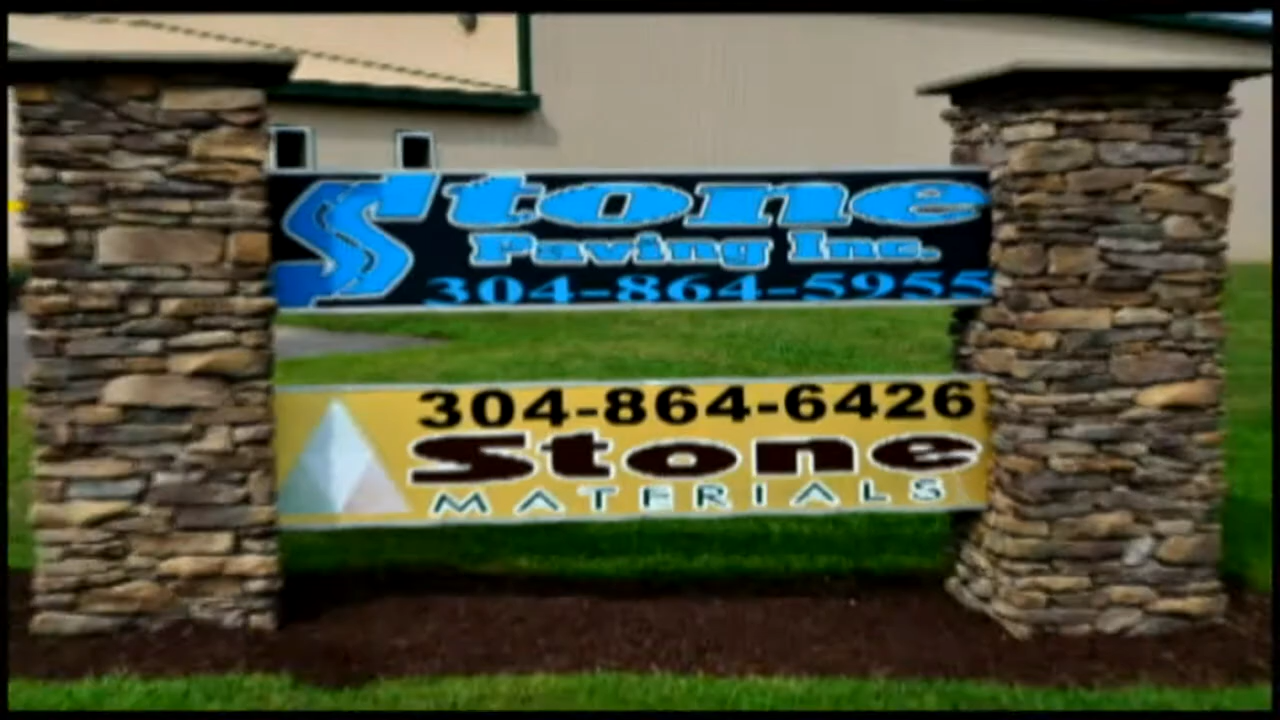 Stone
Paving Inc.
304-864-5955
304-864-6426
Stone
MATERIALS